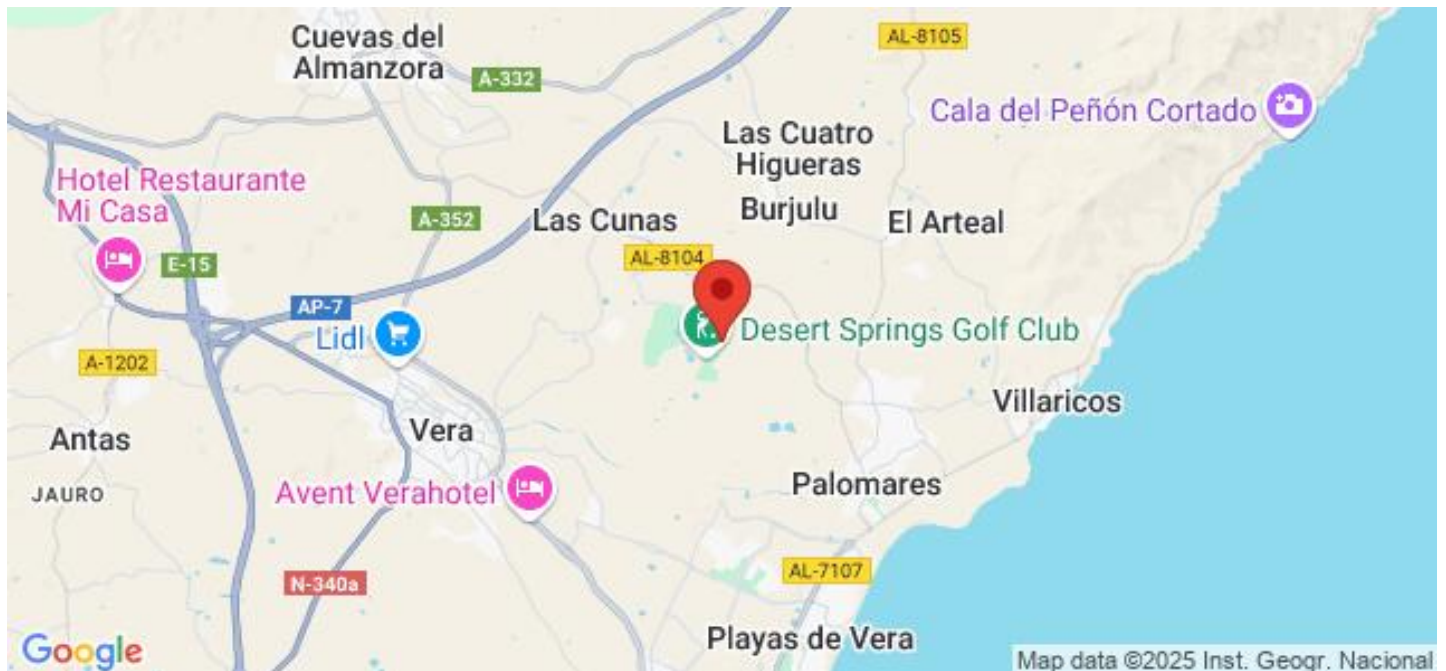 Cuevas del
Almanzora
AL-8105
A-332
Cala del Peñón Cortado
Las Cuatro
Higueras
Hotel Restaurante
Mi Casa
Burjulu
Las Cunas
A-352
El Arteal
AL-8104
E-15
AP-7
Lidl
Desert Springs Golf Club
A-1202
Villaricos
Vera
Antas
Palomares
JAURO
Avent Verahotel
AL-7107
N-340a
Playas de Vera
Google
Map data ©2025 Inst. Geogr. Nacional